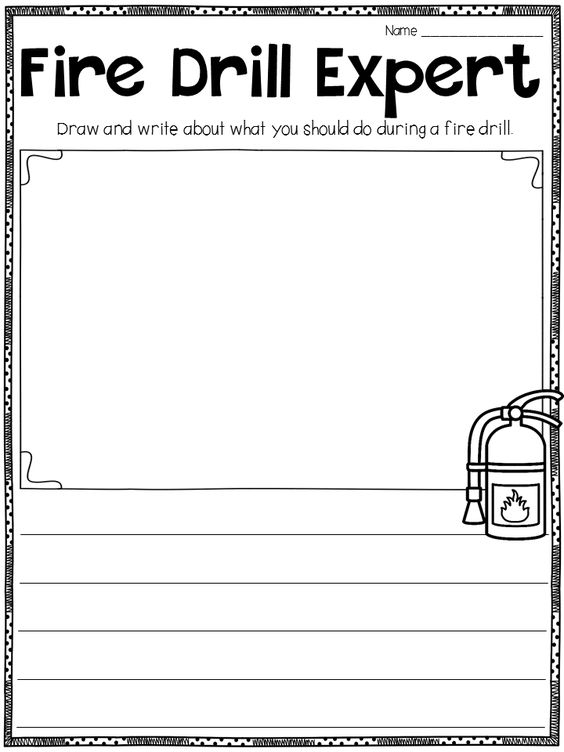 Name
Fire Drill Expert
Draw and write about what you should do during a fire drill.